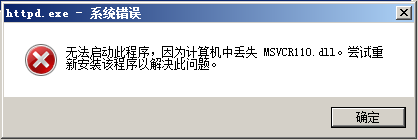 httpd.exe - 系统错误
无法启动此程序，因为计算机中丢失 MSVCR110.dll。尝试重
新安装该程序以解决此问题。
确定